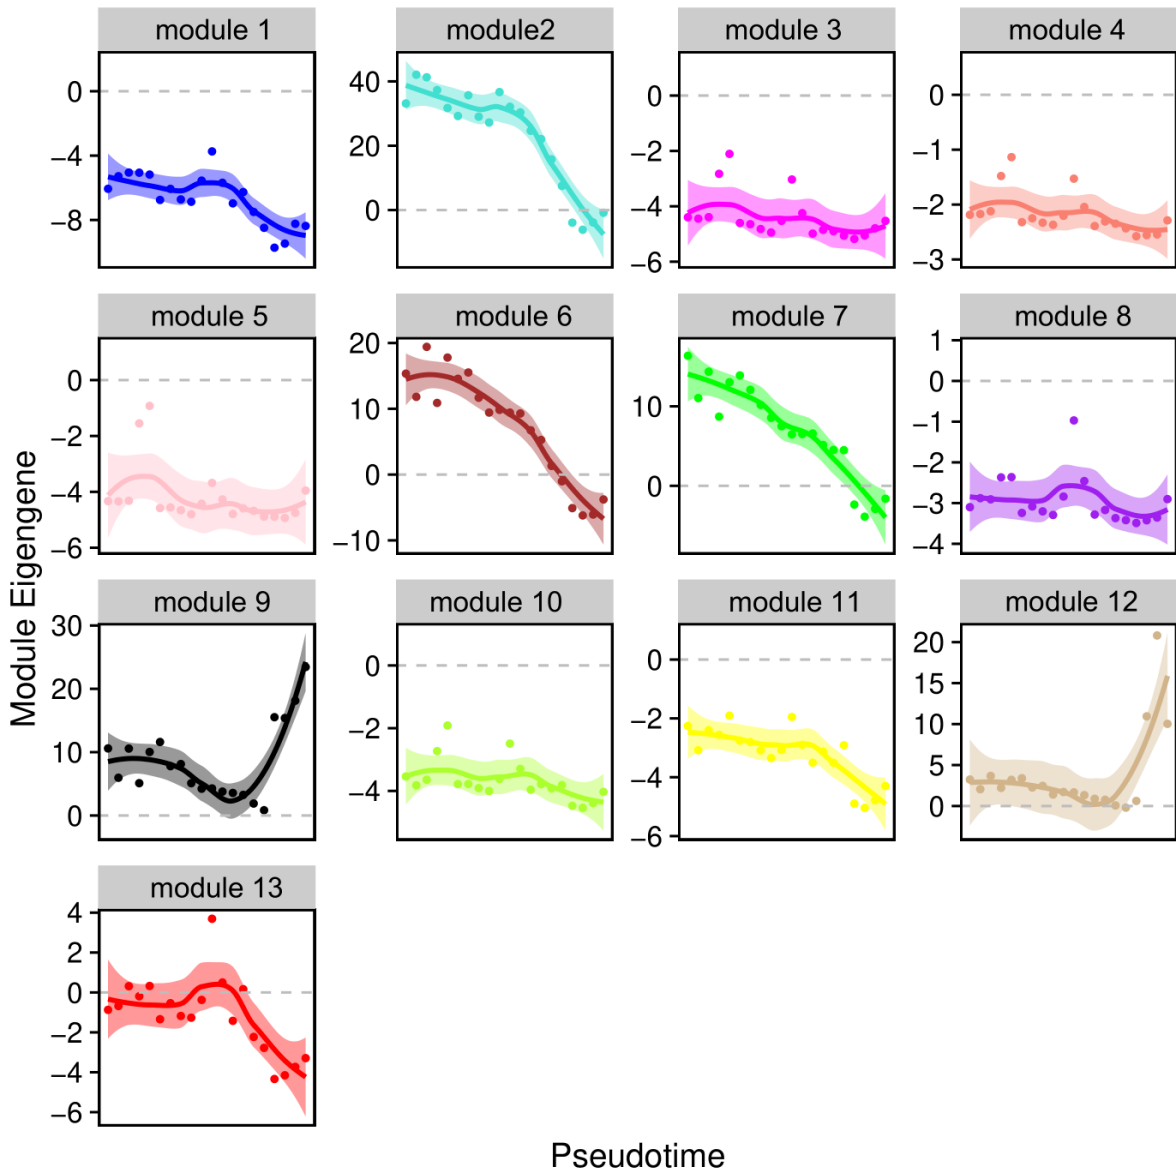 module 1 module2 module 3 module 4
0 −4 −8
40 20 0
0 −2 −4 −6
0 −1 −2 −3
module 5 module 6 module 7 module 8
0 −2 −4 −6
20 10 0 −10
10 0
1 0 −1 −2 −3 −4
module 9 module 10 module 11 module 12
30 20 10 0
0 −2 −4
0 −2 −4 −6
20 15 10 5 0
module 13
4 2 0 −2 −4 −6
Module Eigengene
Pseudotime